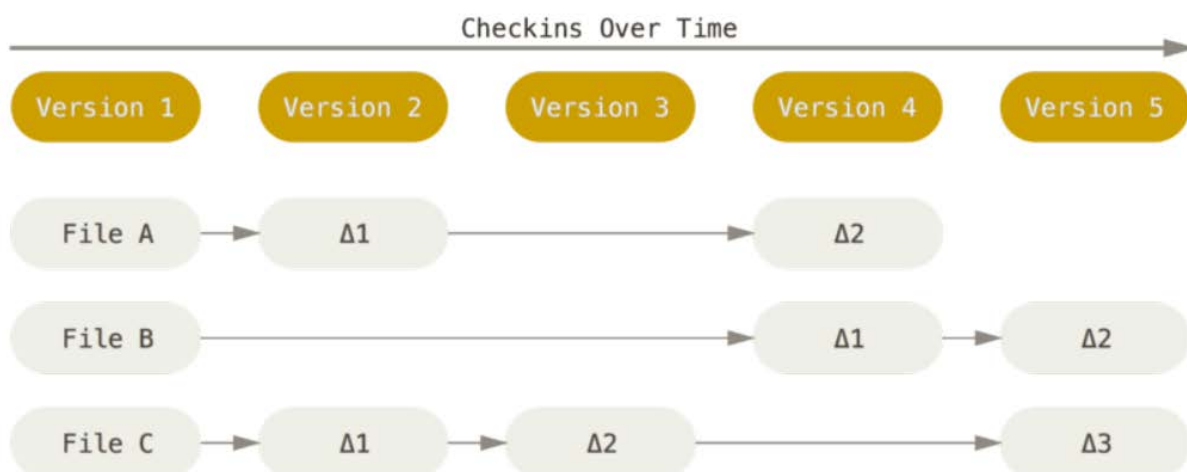 Checkins Over Time
Version 1 Version 2 Version 3 Version 4 Version 5
File A Δ1 Δ2
File B Δ1 Δ2
File C Δ1 Δ2 Δ3